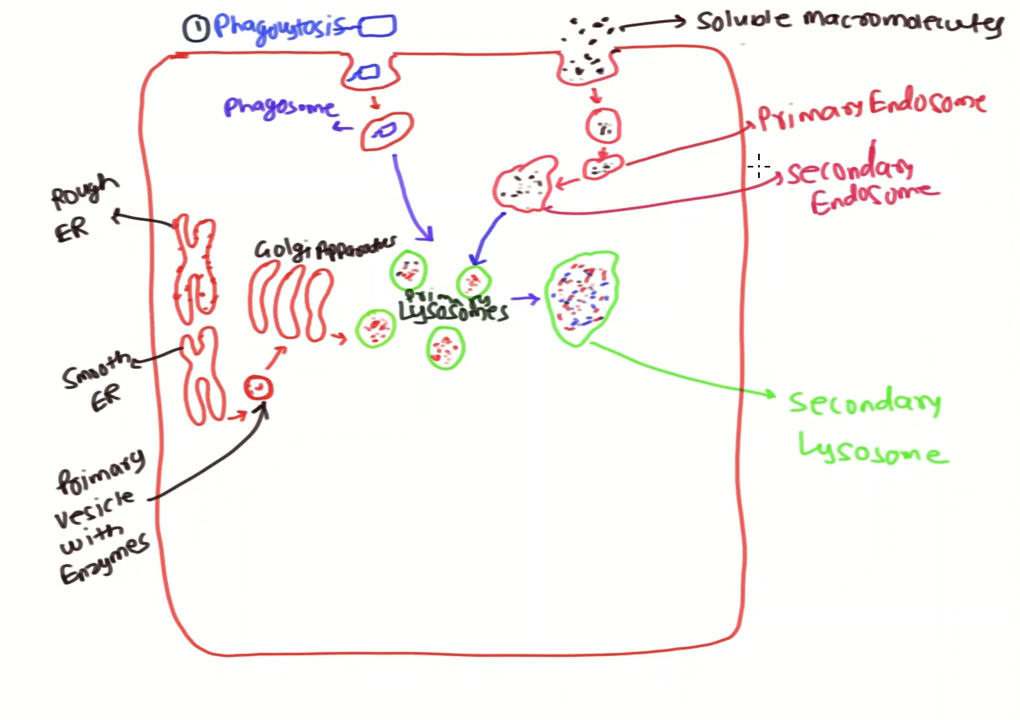 ① Phagocytosis
Soluble Macromolecules
Phagosome
Primary Endosome
Secondary
Endosome
Rough
ER
Golgi Apparatus
Primary
Lysosomes
Smooth
ER
Secondary
Lysosome
Primary
vesicle
with
Enzymes